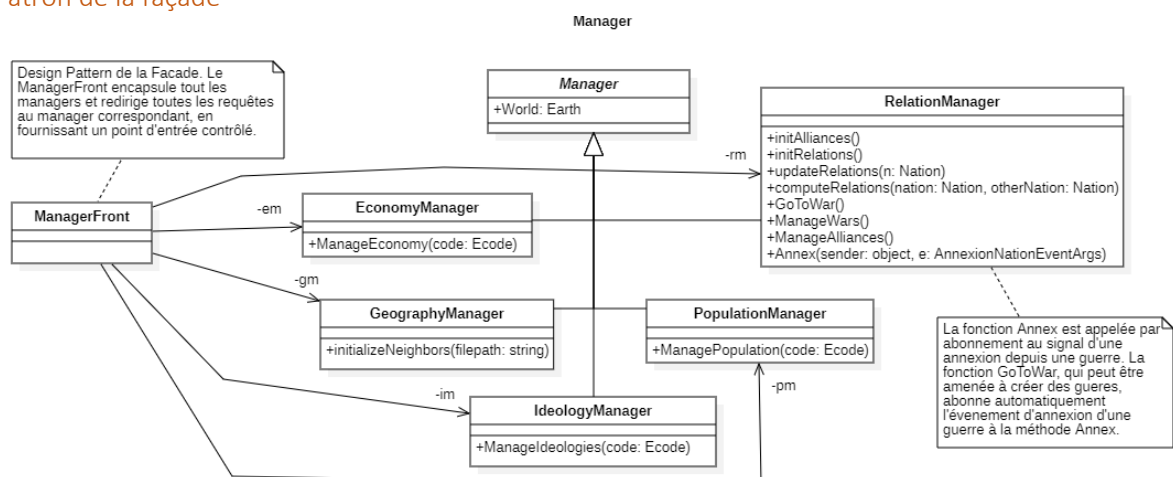 atron de la façade
Manager
Design Pattern de la Facade. Le
ManagerFront encapsule tout les
managers et redirige toutes les requêtes
au manager correspondant, en
fournissant un point d'entrée contrôlé.
Manager
+World: Earth
RelationManager
+initAlliances()
+initRelations()
+updateRelations(n: Nation)
+computeRelations(nation: Nation, otherNation: Nation)
+GoToWar()
+ManageWars()
+ManageAlliances()
+Annex(sender: object, e: AnnexionNationEventArgs)
-rm
ManagerFront
-em
EconomyManager
+ManageEconomy(code: Ecode)
-gm
GeographyManager
+initializeNeighbors(filepath: string)
PopulationManager
+ManagePopulation(code: Ecode)
La fonction Annex est appelée par
abonnement au signal d'une
annexion depuis une guerre. La
fonction GoToWar, qui peut être
amenée à créer des gueres,
abonne automatiquement
l'évenement d'annexion d'une
guerre à la méthode Annex.
-im
-pm
IdeologyManager
+ManageIdeologies(code: Ecode)